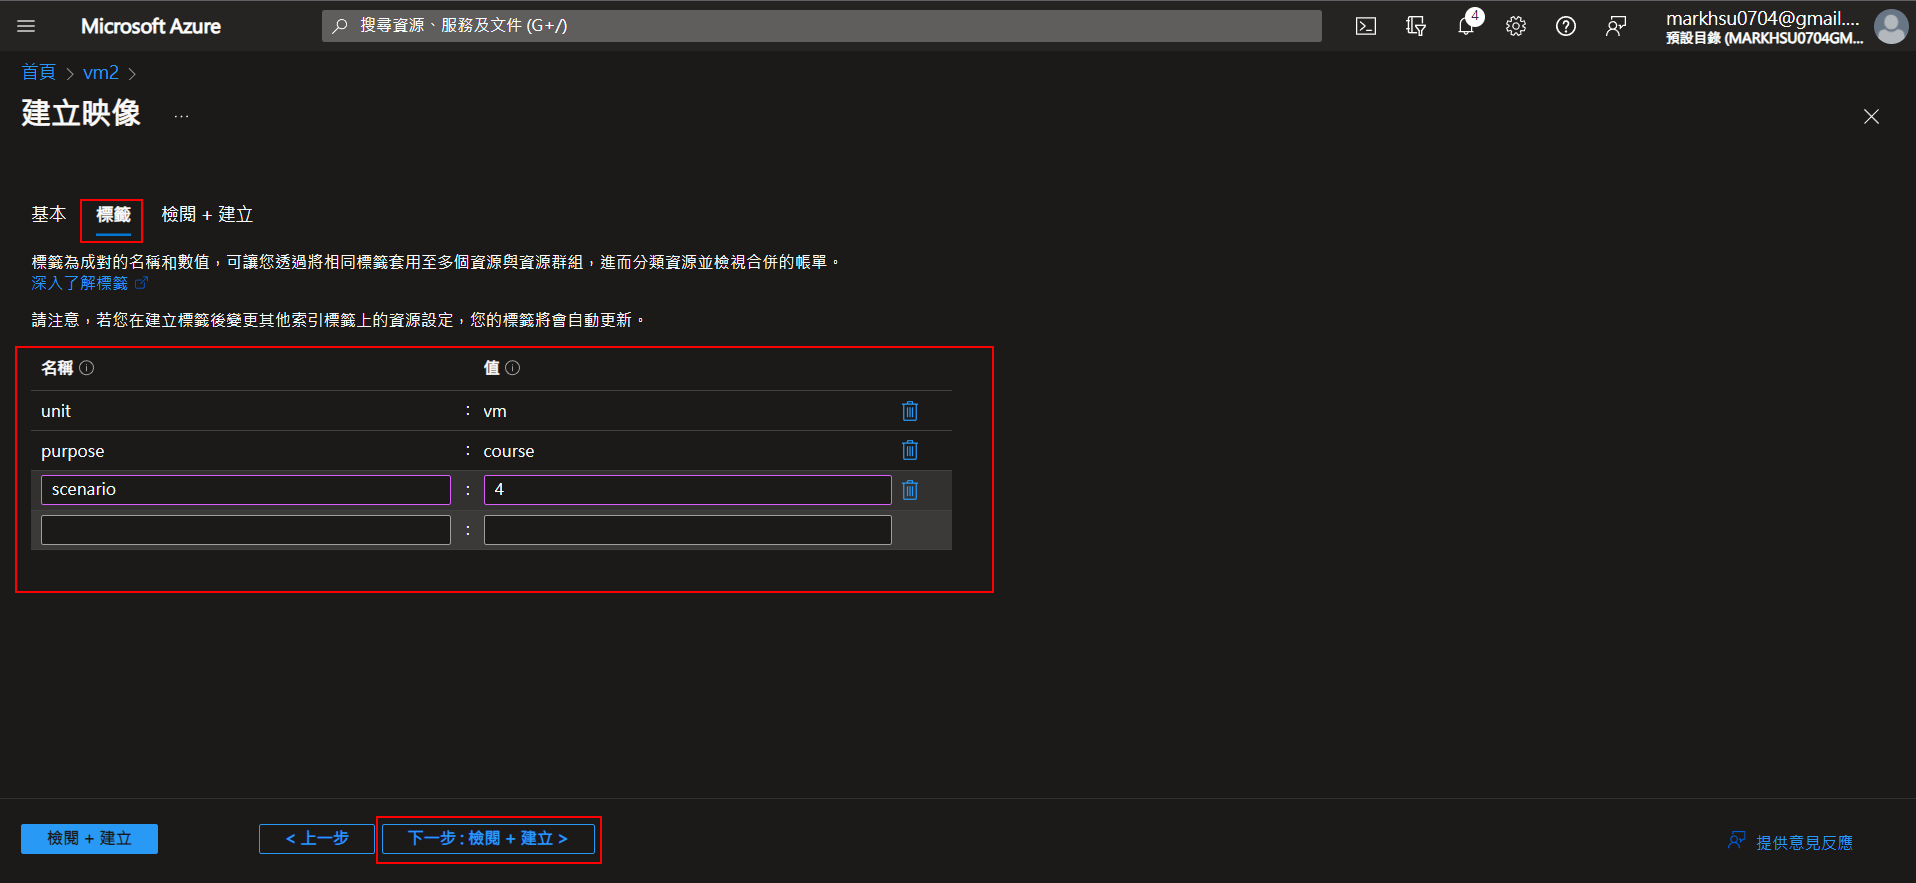 Microsoft Azure
搜尋資源、服務及文件 (G+/)
4
markhsu0704@gmail....
預設目錄 (MARKHSU0704GM...
首頁 > vm2 >
建立映像 ...
基本 標籤 檢閱 + 建立
標籤為成對的名稱和數值，可讓您透過將相同標籤套用至多個資源與資源群組，進而分類資源並檢視合併的帳單。
深入了解標籤
請注意，若您在建立標籤後變更其他索引標籤上的資源設定，您的標籤將會自動更新。
名稱 值
unit : vm
purpose : course
scenario : 4
:
檢閱 + 建立 < 上一步 下一步 : 檢閱 + 建立 > 提供意見反應